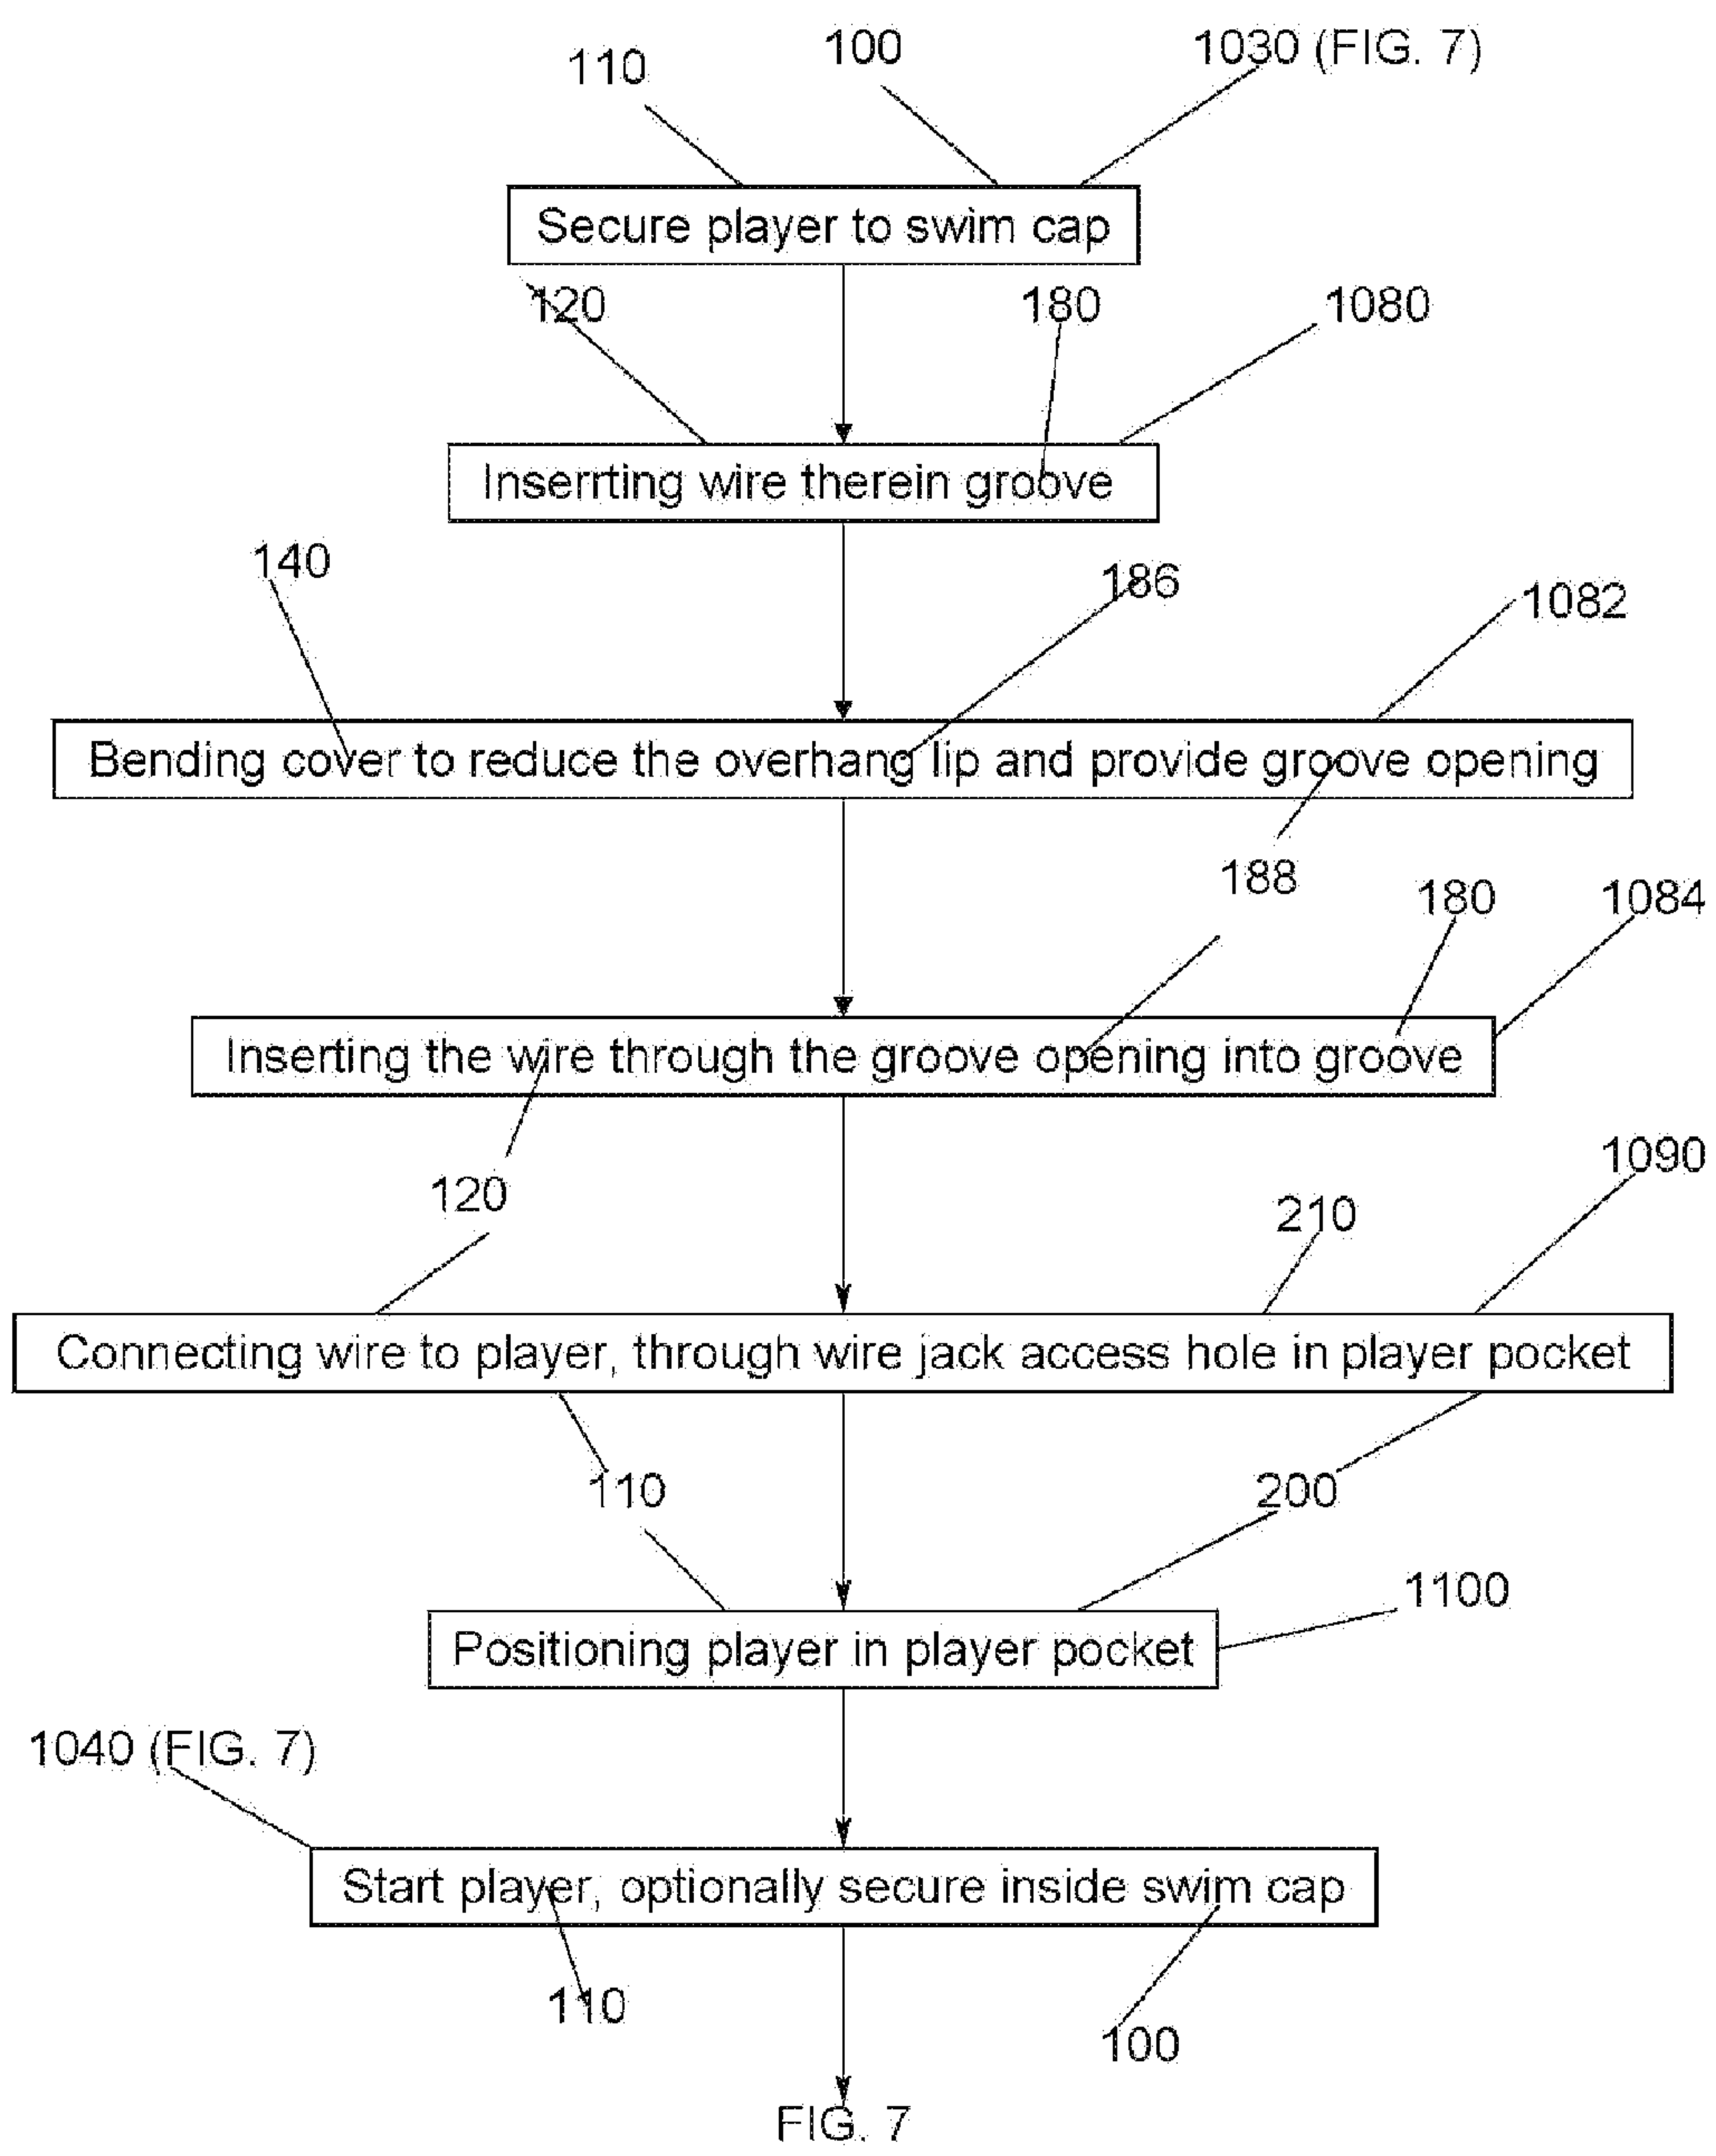 110 100 1030 (FIG. 7)
Secure player to swim cap
120 180 1080
Inserrting wire therein groove
140 186 1082
Bending cover to reduce the overhang lip and provide groove opening
188 180 1084
Inserting the wire through the groove opening into groove
120 210 1090
Connecting wire to player, through wire jack access hole in player pocket
110 200
1100
Positioning player in player pocket
1040 (FIG. 7)
Start player, optionally secure inside swim cap
110 100
FIG. 7